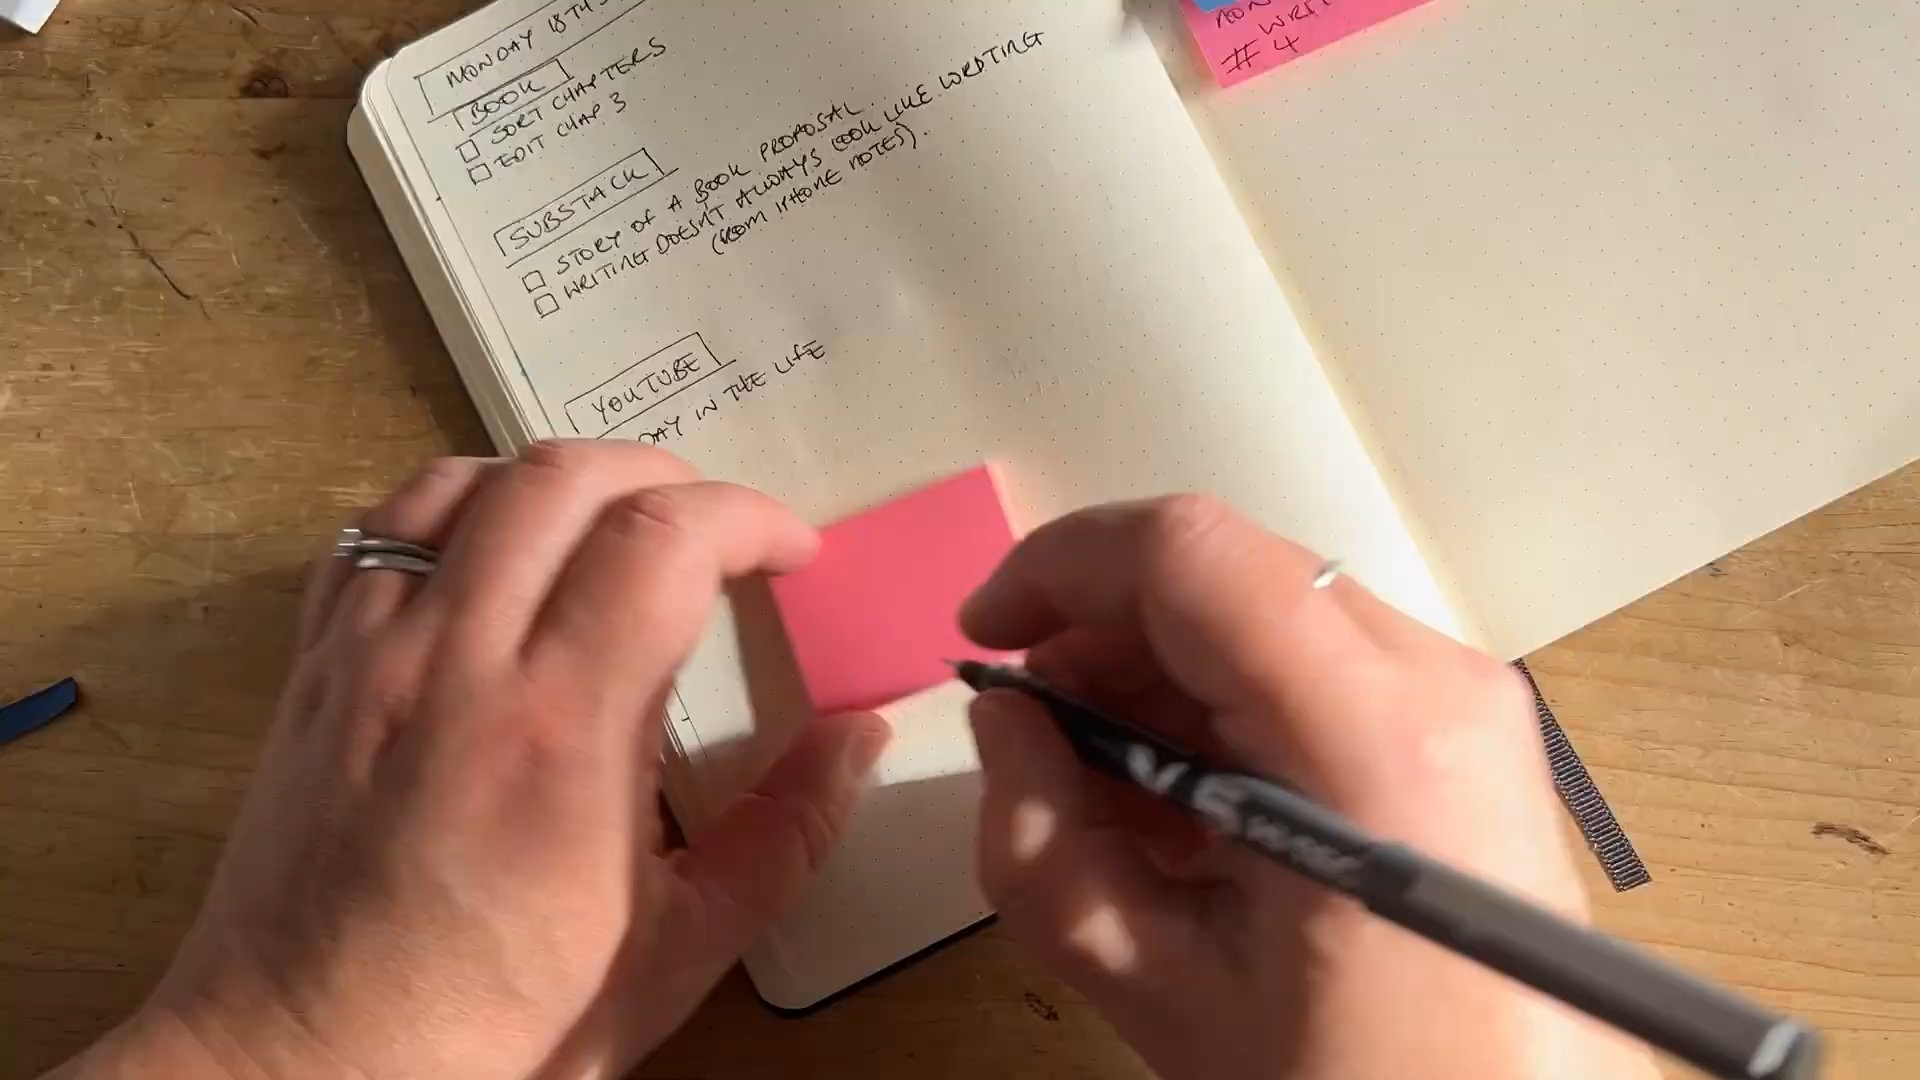 MONDAY 18TH
BOOK
SORT CHAPTERS
EDIT CHAP 3
SUBSTACK
STORY OF A BOOK PROPOSAL
WRITING DOESN'T ALWAYS LOOK LIKE WRITING
(FROM IPHONE NOTES).
YOUTUBE
DAY IN THE LIFE
# 4
V5